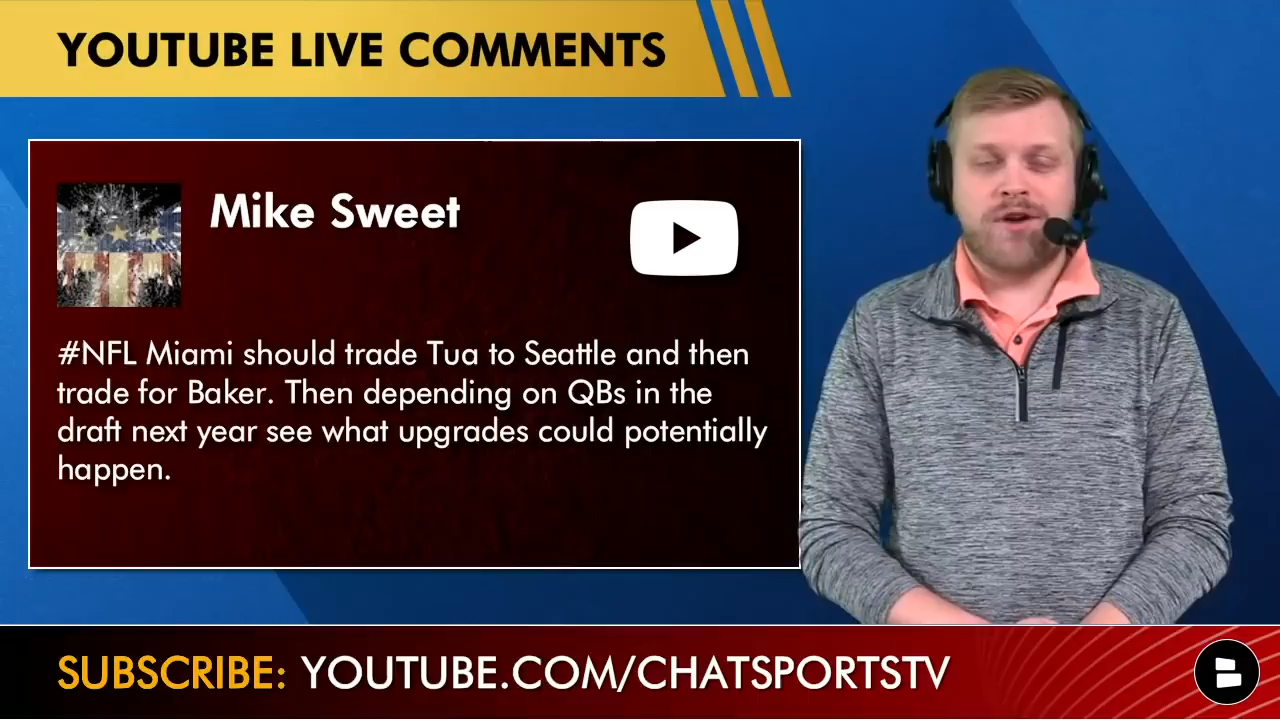 YOUTUBE LIVE COMMENTS
Mike Sweet
#NFL Miami should trade Tua to Seattle and then
trade for Baker. Then depending on QBs in the
draft next year see what upgrades could potentially
happen.
SUBSCRIBE: YOUTUBE.COM/CHATSPORTSTV